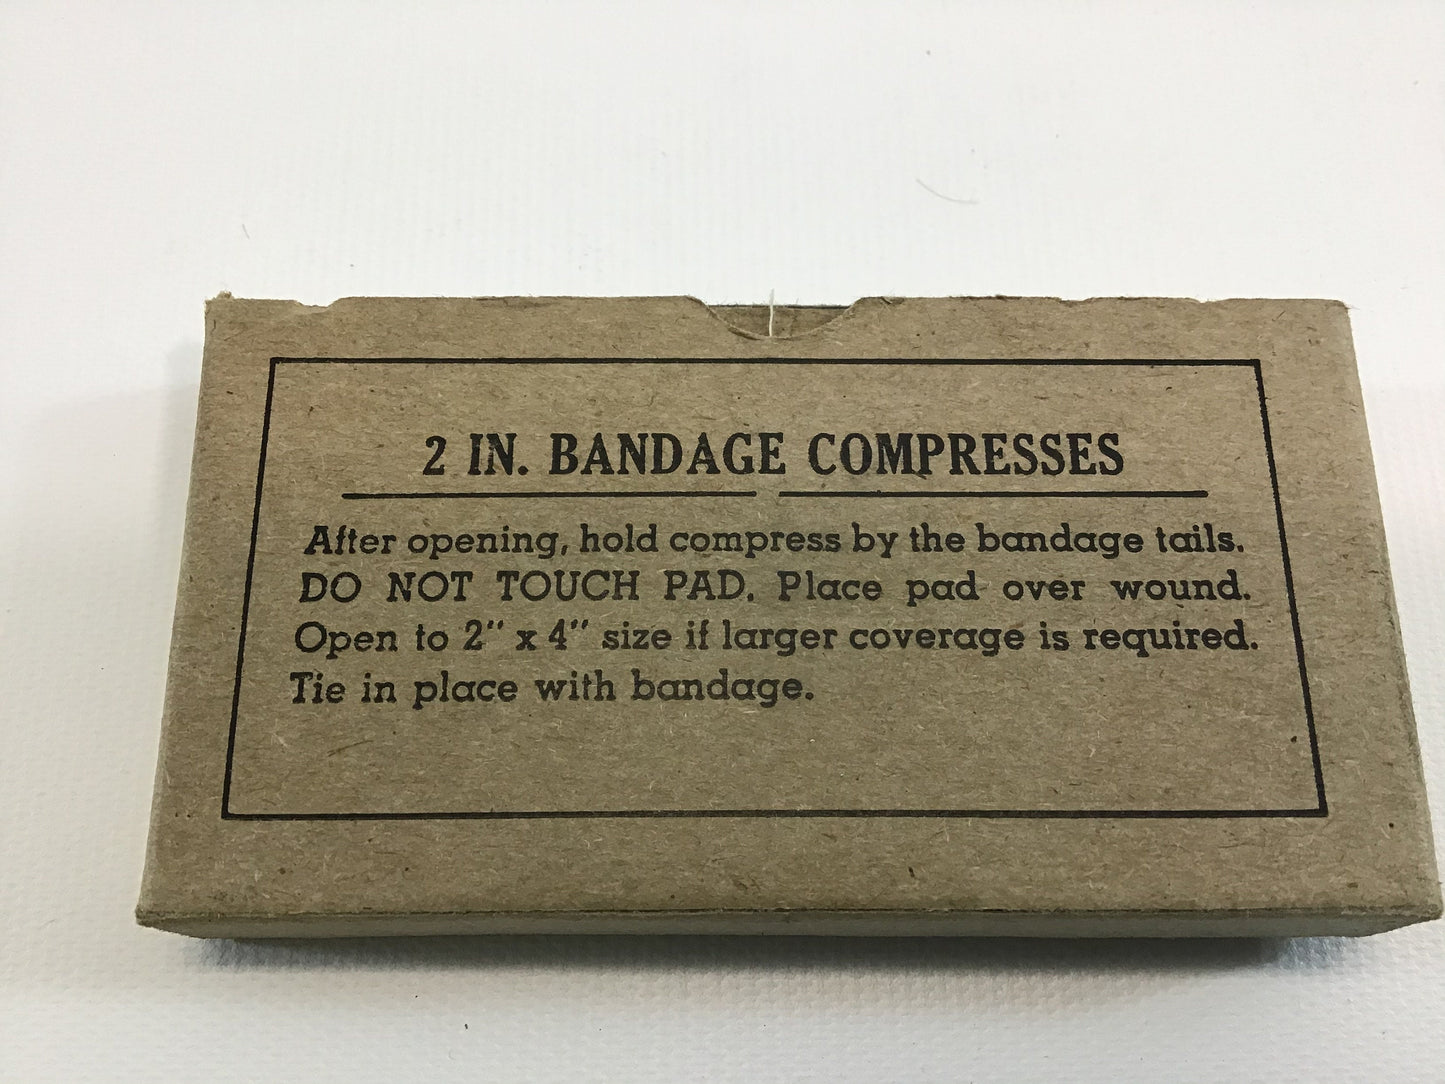 2 IN. BANDAGE COMPRESSES
After opening, hold compress by the bandage tails.
DO NOT TOUCH PAD. Place pad over wound.
Open to 2" x 4" size if larger coverage is required.
Tie in place with bandage.